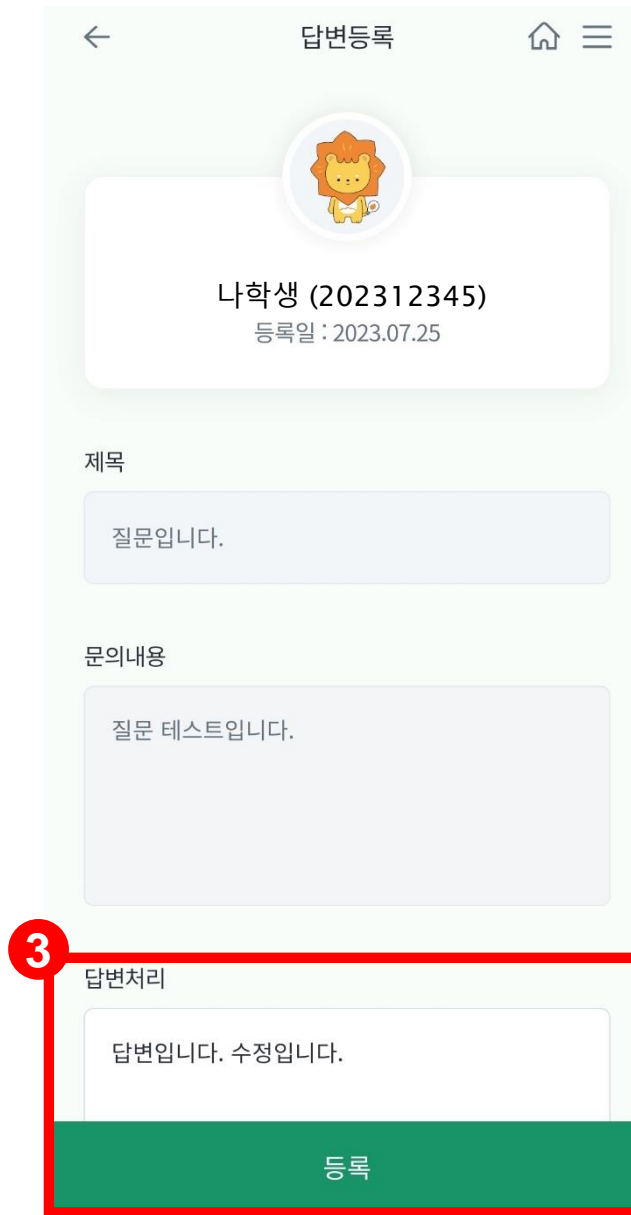 답변등록
나학생 (202312345)
등록일 : 2023.07.25
제목
질문입니다.
문의내용
질문 테스트입니다.
3
답변처리
답변입니다. 수정입니다.
등록